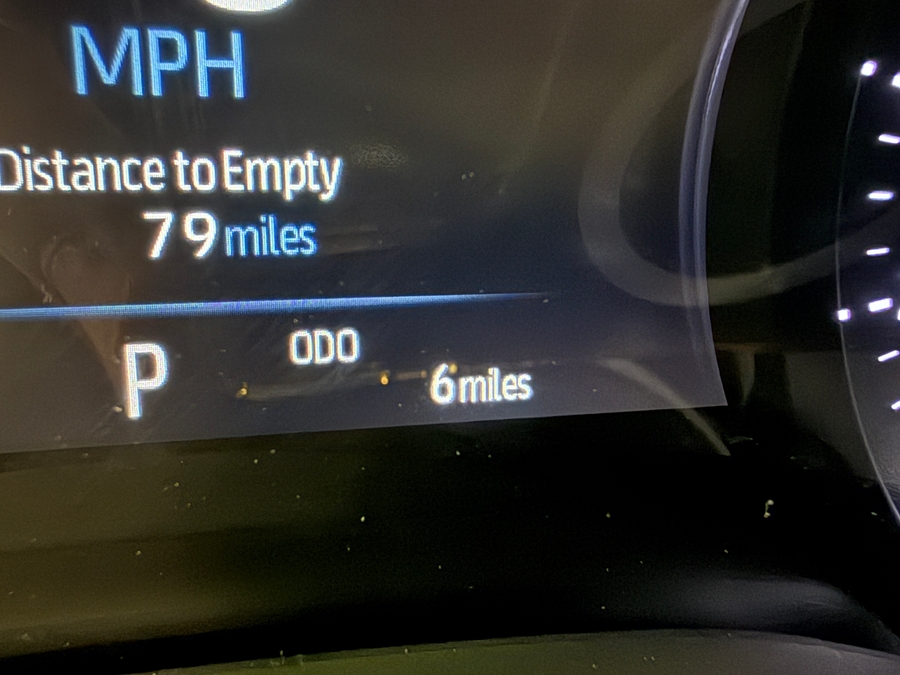 MPH
Distance to Empty
79 miles
P
ODO
6 miles